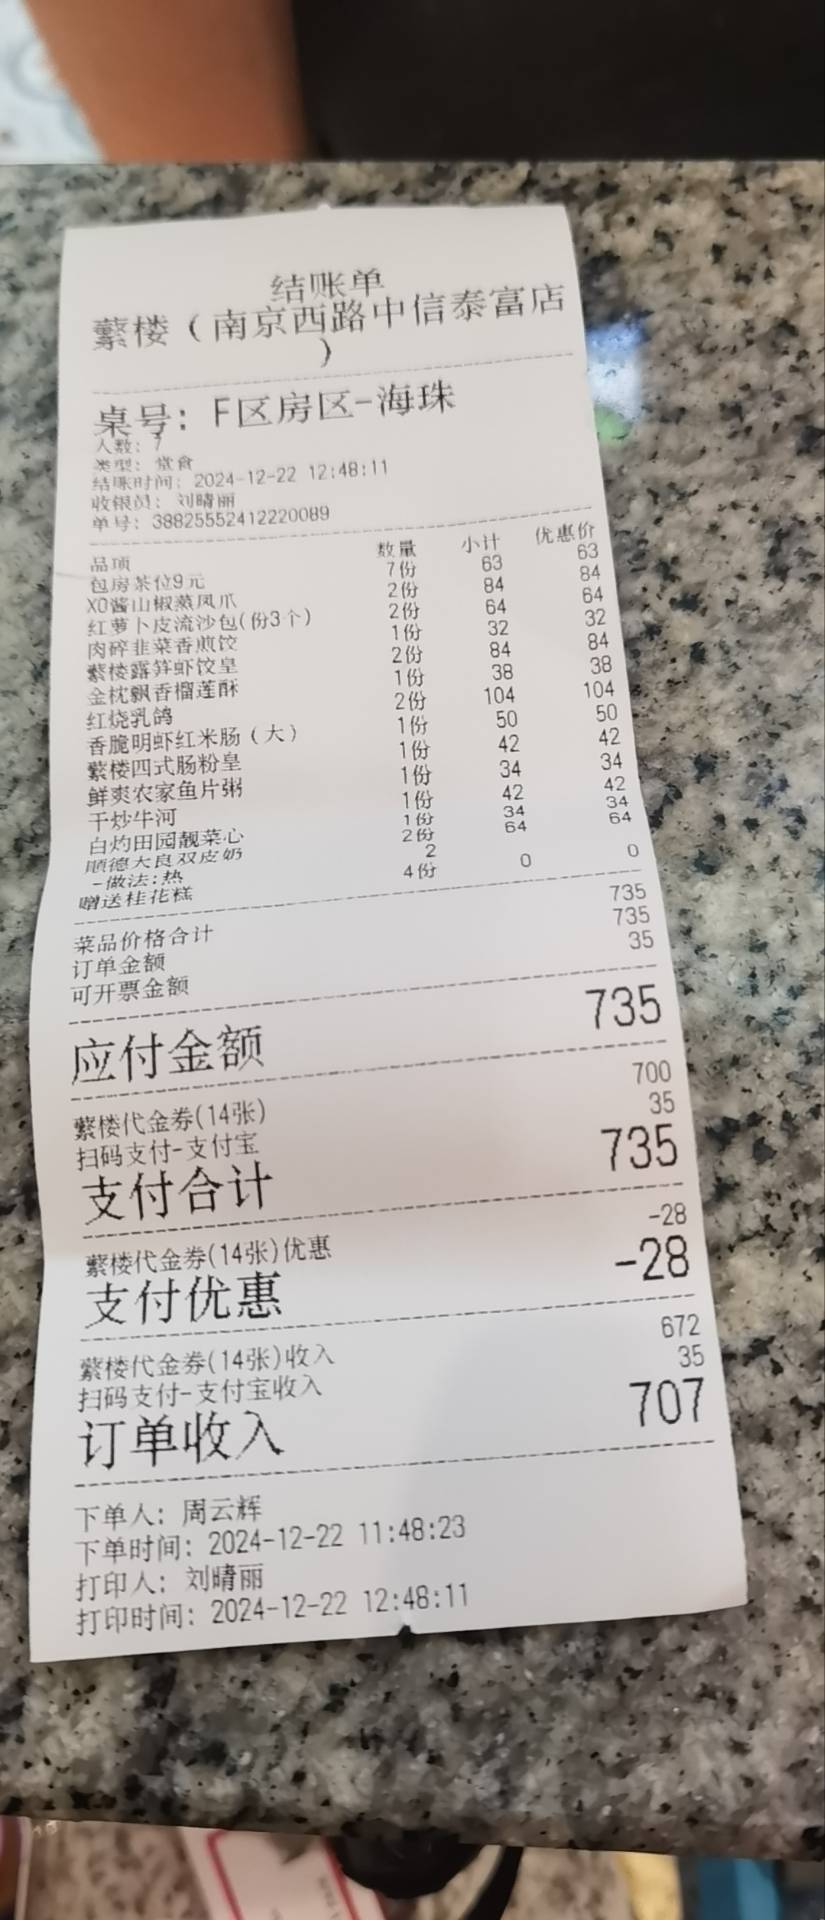 结账单
蘩楼（南京西路中信泰富店
）
桌号：F区房区-海珠
人数：7
类型：堂食
结账时间：2024-12-22 12:48:11
收银员：刘晴丽
单号：38825552412220089
品项 数量 小计 优惠价
包房茶位9元 7份 63 63
XO酱山椒蒸凤爪 2份 84 84
红萝卜皮流沙包(份3个) 2份 64 64
肉碎韭菜香煎饺 1份 32 32
蘩楼露笋虾饺皇 2份 84 84
金枕飘香榴莲酥 1份 38 38
红烧乳鸽 2份 104 104
香脆明虾红米肠（大） 1份 50 50
蘩楼四式肠粉皇 1份 42 42
鲜爽农家鱼片粥 1份 34 34
干炒牛河 1份 42 42
白灼田园靓菜心 1份 34 34
顺德大良双皮奶 2份 64 64
-做法:热 2
赠送桂花糕 4份 0 0
菜品价格合计 735
订单金额 735
可开票金额 35
应付金额 735
蘩楼代金券(14张) 700
扫码支付-支付宝 35
支付合计 735
蘩楼代金券(14张)优惠 -28
支付优惠 -28
蘩楼代金券(14张)收入 672
扫码支付-支付宝收入 35
订单收入 707
下单人：周云辉
下单时间：2024-12-22 11:48:23
打印人：刘晴丽
打印时间：2024-12-22 12:48:11